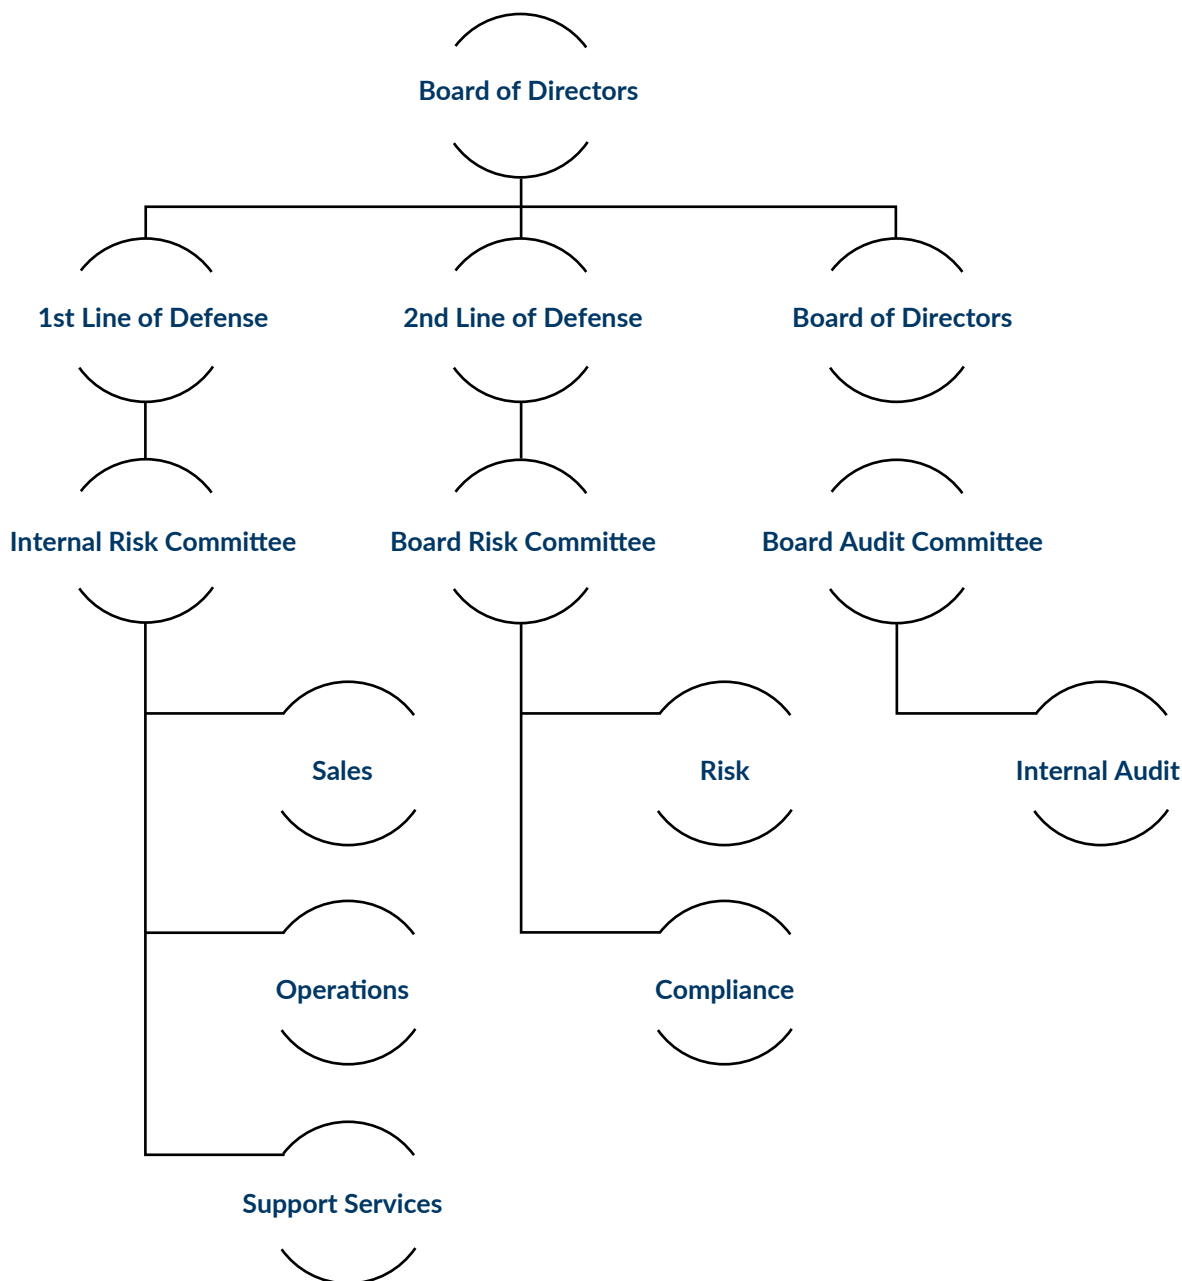 Board of Directors
1st Line of Defense
2nd Line of Defense
Board of Directors
Internal Risk Committee
Board Risk Committee
Board Audit Committee
Sales
Risk
Internal Audit
Operations
Compliance
Support Services